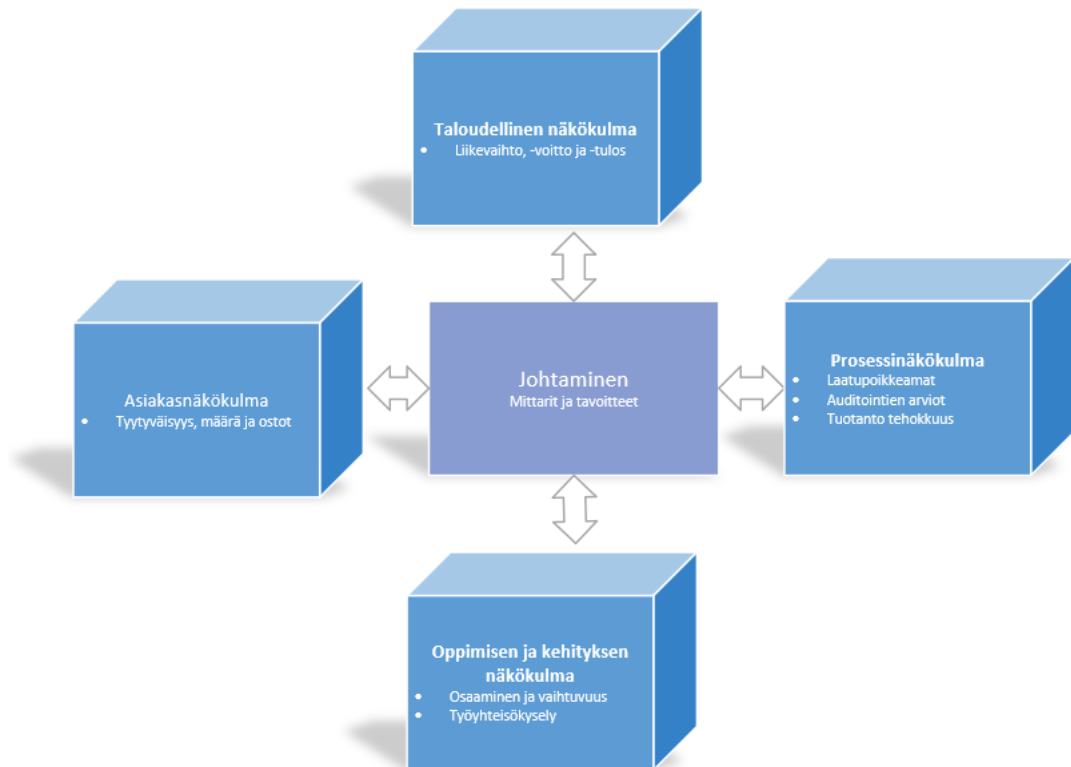 Taloudellinen näkökulma
• Liikevaihto, -voitto ja -tulos
Asiakasnäkökulma
• Tyytyväisyys, määrä ja ostot
Johtaminen
Mittarit ja tavoitteet
Prosessinäkökulma
• Laatupoikkeamat
• Auditointien arviot
• Tuotanto tehokkuus
Oppimisen ja kehityksen
näkökulma
• Osaaminen ja vaihtuvuus
• Työyhteisökysely